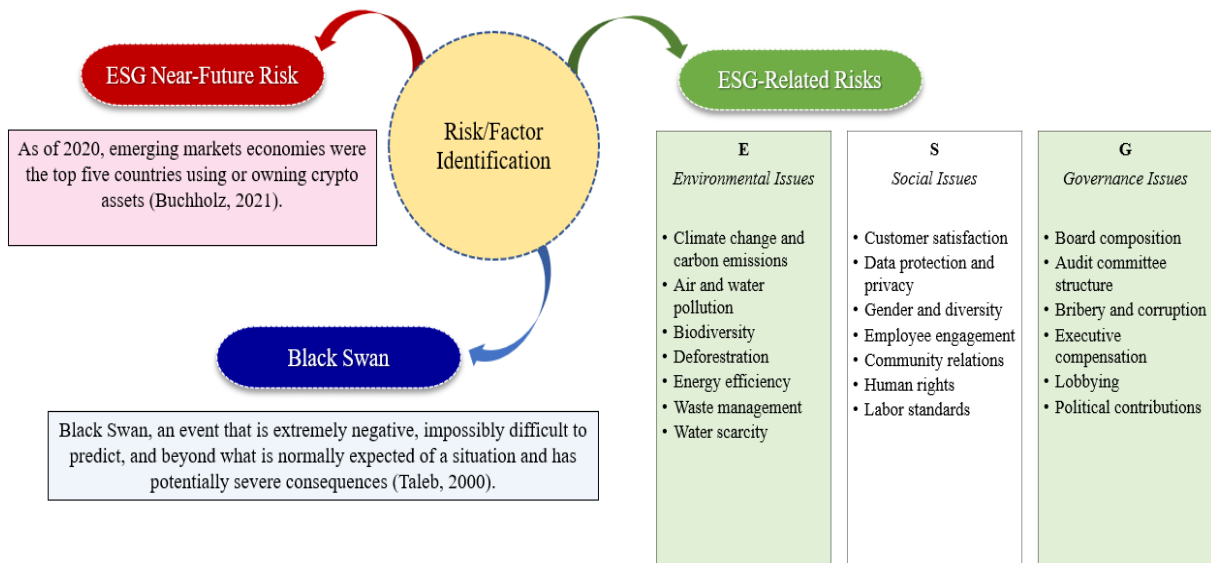 ESG Near-Future Risk
As of 2020, emerging markets economies were
the top five countries using or owning crypto
assets (Buchholz, 2021).
Risk/Factor
Identification
Black Swan
Black Swan, an event that is extremely negative, impossibly difficult to
predict, and beyond what is normally expected of a situation and has
potentially severe consequences (Taleb, 2000).
ESG-Related Risks
E
Environmental Issues
• Climate change and
carbon emissions
• Air and water
pollution
• Biodiversity
• Deforestration
• Energy efficiency
• Waste management
• Water scarcity
S
Social Issues
• Customer satisfaction
• Data protection and
privacy
• Gender and diversity
• Employee engagement
• Community relations
• Human rights
• Labor standards
G
Governance Issues
• Board composition
• Audit committee
structure
• Bribery and corruption
• Executive
compensation
• Lobbying
• Political contributions